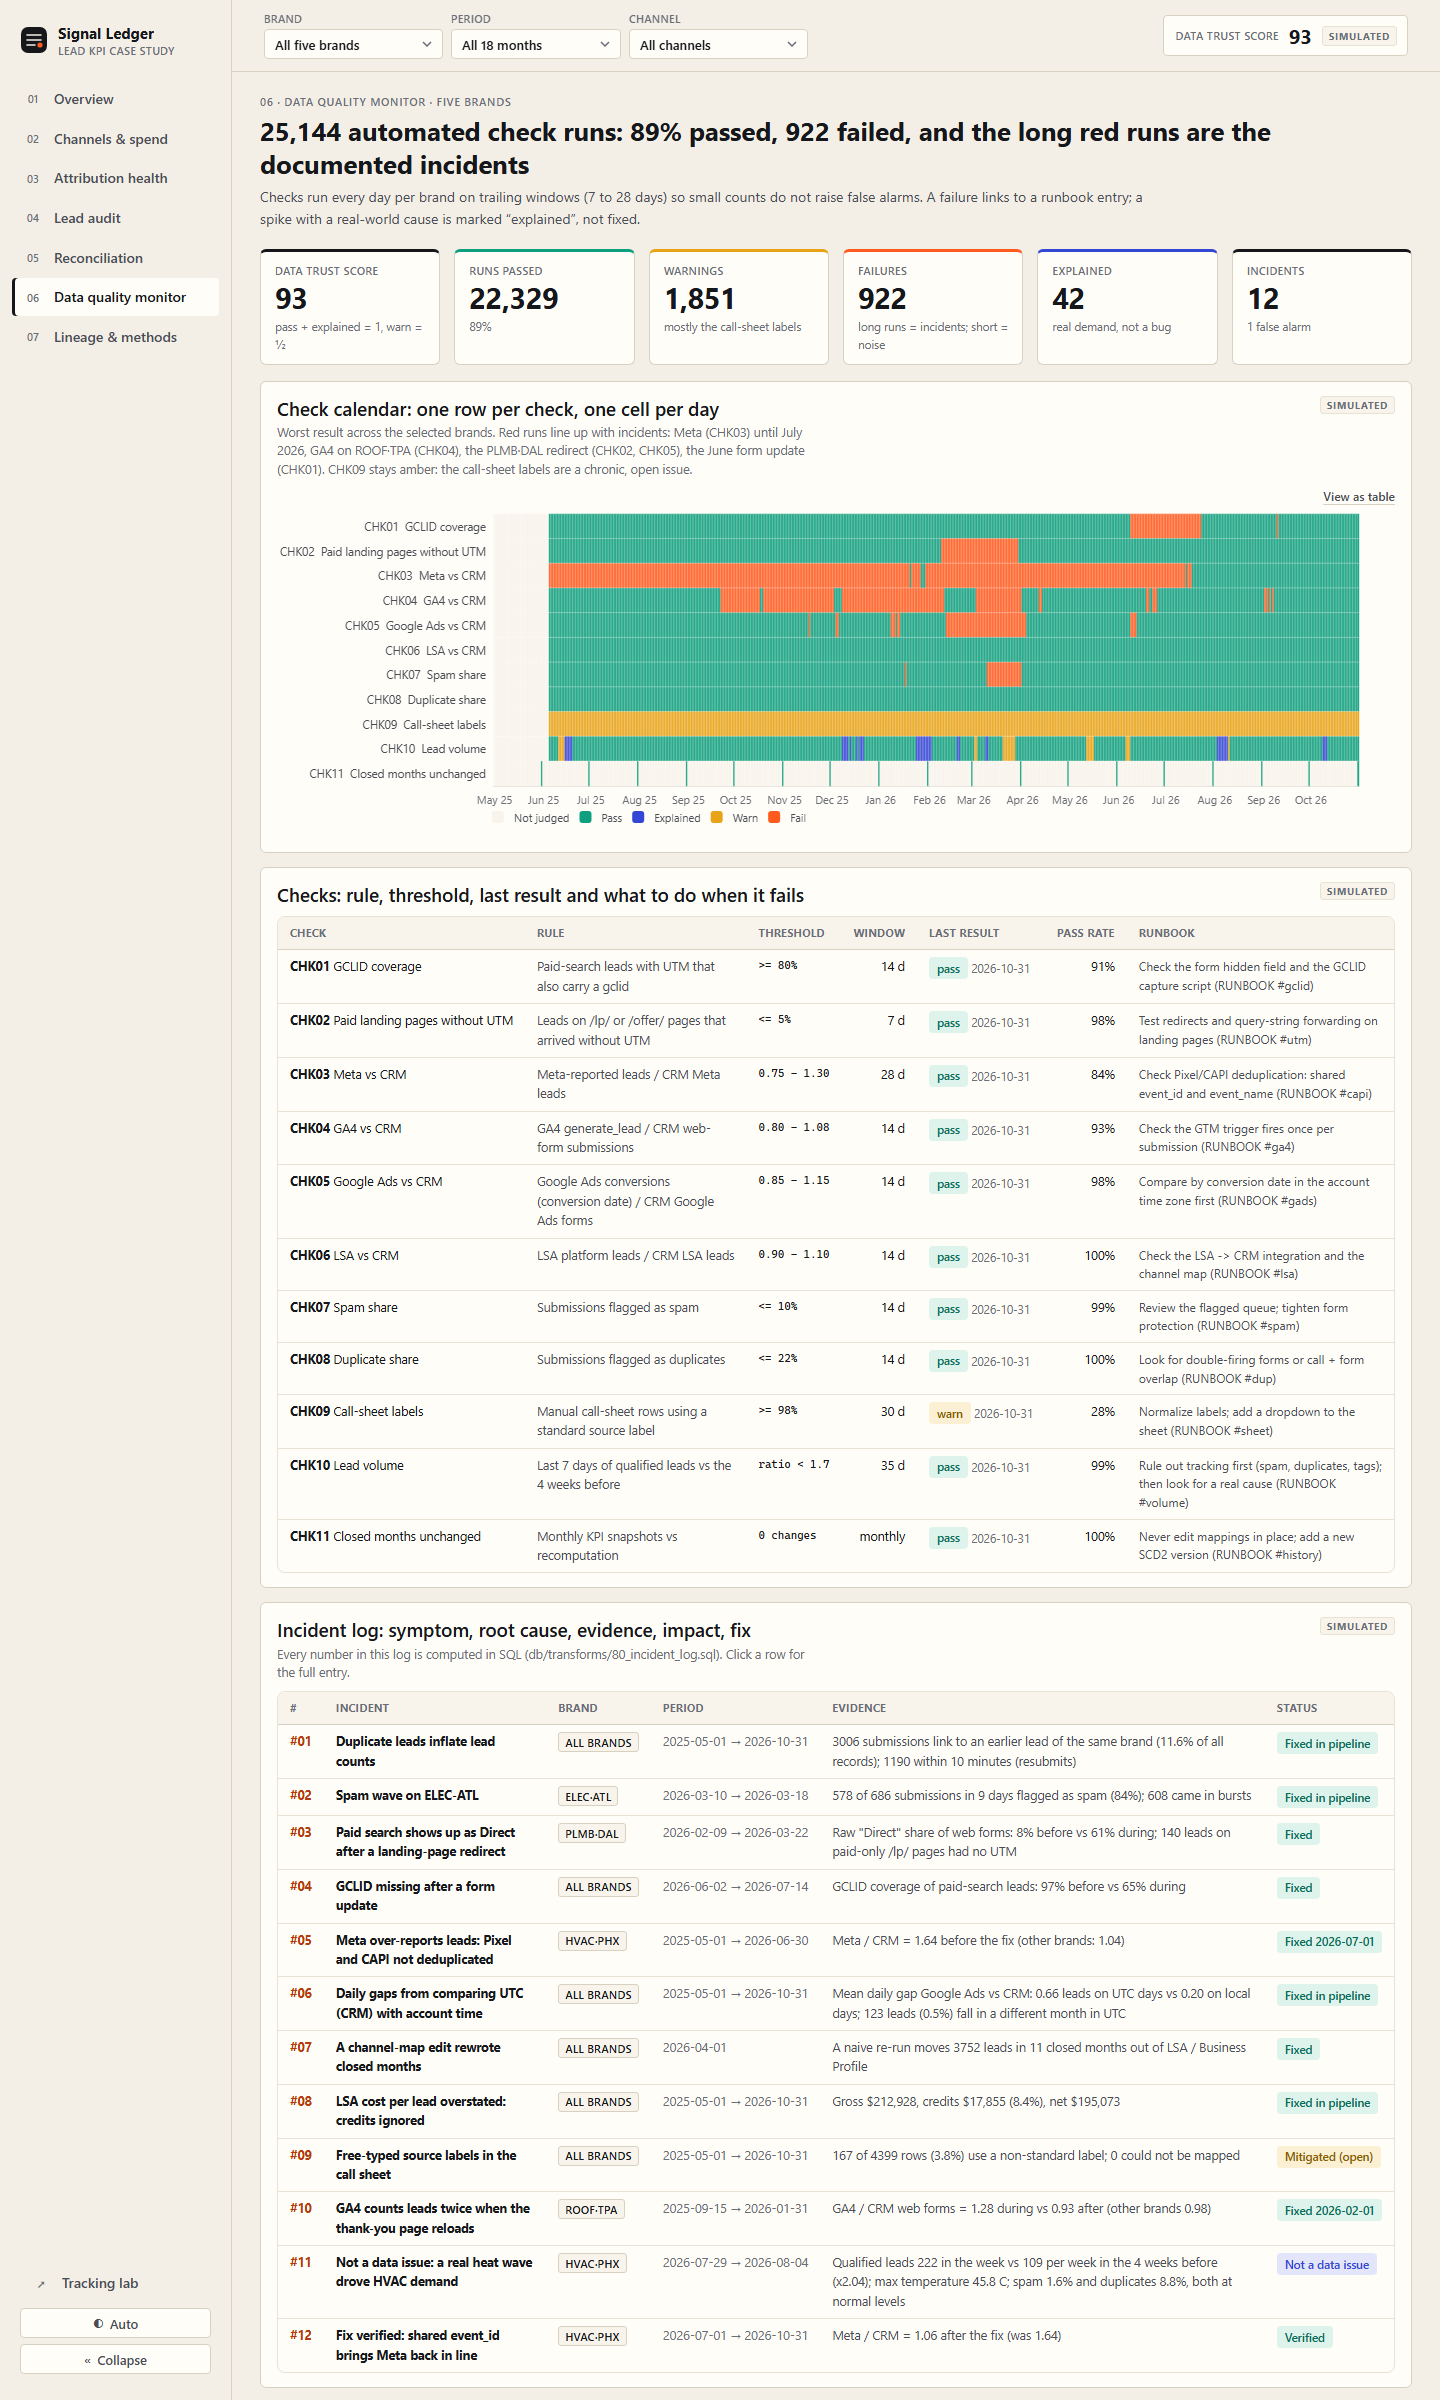 Signal Ledger
LEAD KPI CASE STUDY
01 Overview
02 Channels & spend
03 Attribution health
04 Lead audit
05 Reconciliation
06 Data quality monitor
07 Lineage & methods
↗ Tracking lab
Auto
« Collapse
BRAND PERIOD CHANNEL
All five brands All 18 months All channels
DATA TRUST SCORE 93 SIMULATED
06 · DATA QUALITY MONITOR · FIVE BRANDS
25,144 automated check runs: 89% passed, 922 failed, and the long red runs are the
documented incidents
Checks run every day per brand on trailing windows (7 to 28 days) so small counts do not raise false alarms. A failure links to a runbook entry; a
spike with a real-world cause is marked “explained”, not fixed.
DATA TRUST SCORE
93
pass + explained = 1, warn =
½
RUNS PASSED
22,329
89%
WARNINGS
1,851
mostly the call-sheet labels
FAILURES
922
long runs = incidents; short =
noise
EXPLAINED
42
real demand, not a bug
INCIDENTS
12
1 false alarm
Check calendar: one row per check, one cell per day
SIMULATED
Worst result across the selected brands. Red runs line up with incidents: Meta (CHK03) until July
2026, GA4 on ROOF-TPA (CHK04), the PLMB-DAL redirect (CHK02, CHK05), the June form update
(CHK01). CHK09 stays amber: the call-sheet labels are a chronic, open issue.
View as table
CHK01 GCLID coverage
CHK02 Paid landing pages without UTM
CHK03 Meta vs CRM
CHK04 GA4 vs CRM
CHK05 Google Ads vs CRM
CHK06 LSA vs CRM
CHK07 Spam share
CHK08 Duplicate share
CHK09 Call-sheet labels
CHK10 Lead volume
CHK11 Closed months unchanged
May 25 Jun 25 Jul 25 Aug 25 Sep 25 Oct 25 Nov 25 Dec 25 Jan 26 Feb 26 Mar 26 Apr 26 May 26 Jun 26 Jul 26 Aug 26 Sep 26 Oct 26
Not judged Pass Explained Warn Fail
Checks: rule, threshold, last result and what to do when it fails
SIMULATED
CHECK RULE THRESHOLD WINDOW LAST RESULT PASS RATE RUNBOOK
CHK01 GCLID coverage Paid-search leads with UTM that >= 80% 14 d pass 2026-10-31 91% Check the form hidden field and the GCLID
also carry a gclid capture script (RUNBOOK #gclid)
CHK02 Paid landing pages without UTM Leads on /lp/ or /offer/ pages that <= 5% 7 d pass 2026-10-31 98% Test redirects and query-string forwarding on
arrived without UTM landing pages (RUNBOOK #utm)
CHK03 Meta vs CRM Meta-reported leads / CRM Meta 0.75 – 1.30 28 d pass 2026-10-31 84% Check Pixel/CAPI deduplication: shared
leads event_id and event_name (RUNBOOK #capi)
CHK04 GA4 vs CRM GA4 generate_lead / CRM web- 0.80 – 1.08 14 d pass 2026-10-31 93% Check the GTM trigger fires once per
form submissions submission (RUNBOOK #ga4)
CHK05 Google Ads vs CRM Google Ads conversions 0.85 – 1.15 14 d pass 2026-10-31 98% Compare by conversion date in the account
(conversion date) / CRM Google time zone first (RUNBOOK #gads)
Ads forms
CHK06 LSA vs CRM LSA platform leads / CRM LSA leads 0.90 – 1.10 14 d pass 2026-10-31 100% Check the LSA -> CRM integration and the
channel map (RUNBOOK #lsa)
CHK07 Spam share Submissions flagged as spam <= 10% 14 d pass 2026-10-31 99% Review the flagged queue; tighten form
protection (RUNBOOK #spam)
CHK08 Duplicate share Submissions flagged as duplicates <= 22% 14 d pass 2026-10-31 100% Look for double-firing forms or call + form
overlap (RUNBOOK #dup)
CHK09 Call-sheet labels Manual call-sheet rows using a >= 98% 30 d warn 2026-10-31 28% Normalize labels; add a dropdown to the
standard source label sheet (RUNBOOK #sheet)
CHK10 Lead volume Last 7 days of qualified leads vs the ratio < 1.7 35 d pass 2026-10-31 99% Rule out tracking first (spam, duplicates, tags);
4 weeks before then look for a real cause (RUNBOOK
#volume)
CHK11 Closed months unchanged Monthly KPI snapshots vs 0 changes monthly pass 2026-10-31 100% Never edit mappings in place; add a new
recomputation SCD2 version (RUNBOOK #history)
Incident log: symptom, root cause, evidence, impact, fix
SIMULATED
Every number in this log is computed in SQL (db/transforms/80_incident_log.sql). Click a row for
the full entry.
# INCIDENT BRAND PERIOD EVIDENCE STATUS
#01 Duplicate leads inflate lead ALL BRANDS 2025-05-01 → 2026-10-31 3006 submissions link to an earlier lead of the same brand (11.6% of all Fixed in pipeline
counts records); 1190 within 10 minutes (resubmits)
#02 Spam wave on ELEC-ATL ELEC-ATL 2026-03-10 → 2026-03-18 578 of 686 submissions in 9 days flagged as spam (84%); 608 came in bursts Fixed in pipeline
#03 Paid search shows up as Direct PLMB-DAL 2026-02-09 → 2026-03-22 Raw "Direct" share of web forms: 8% before vs 61% during; 140 leads on Fixed
after a landing-page redirect paid-only /lp/ pages had no UTM
#04 GCLID missing after a form ALL BRANDS 2026-06-02 → 2026-07-14 GCLID coverage of paid-search leads: 97% before vs 65% during Fixed
update
#05 Meta over-reports leads: Pixel HVAC-PHX 2025-05-01 → 2026-06-30 Meta / CRM = 1.64 before the fix (other brands: 1.04) Fixed 2026-07-01
and CAPI not deduplicated
#06 Daily gaps from comparing UTC ALL BRANDS 2025-05-01 → 2026-10-31 Mean daily gap Google Ads vs CRM: 0.66 leads on UTC days vs 0.20 on local Fixed in pipeline
(CRM) with account time days; 123 leads (0.5%) fall in a different month in UTC
#07 A channel-map edit rewrote ALL BRANDS 2026-04-01 A naive re-run moves 3752 leads in 11 closed months out of LSA / Business Fixed
closed months Profile
#08 LSA cost per lead overstated: ALL BRANDS 2025-05-01 → 2026-10-31 Gross $212,928, credits $17,855 (8.4%), net $195,073 Fixed in pipeline
credits ignored
#09 Free-typed source labels in the ALL BRANDS 2025-05-01 → 2026-10-31 167 of 4399 rows (3.8%) use a non-standard label; 0 could not be mapped Mitigated (open)
call sheet
#10 GA4 counts leads twice when the ROOF-TPA 2025-09-15 → 2026-01-31 GA4 / CRM web forms = 1.28 during vs 0.93 after (other brands 0.98) Fixed 2026-02-01
thank-you page reloads
#11 Not a data issue: a real heat wave HVAC-PHX 2026-07-29 → 2026-08-04 Qualified leads 222 in the week vs 109 per week in the 4 weeks before Not a data issue
drove HVAC demand (x2.04); max temperature 45.8 C; spam 1.6% and duplicates 8.8%, both at
normal levels
#12 Fix verified: shared event_id HVAC-PHX 2026-07-01 → 2026-10-31 Meta / CRM = 1.06 after the fix (was 1.64) Verified
brings Meta back in line